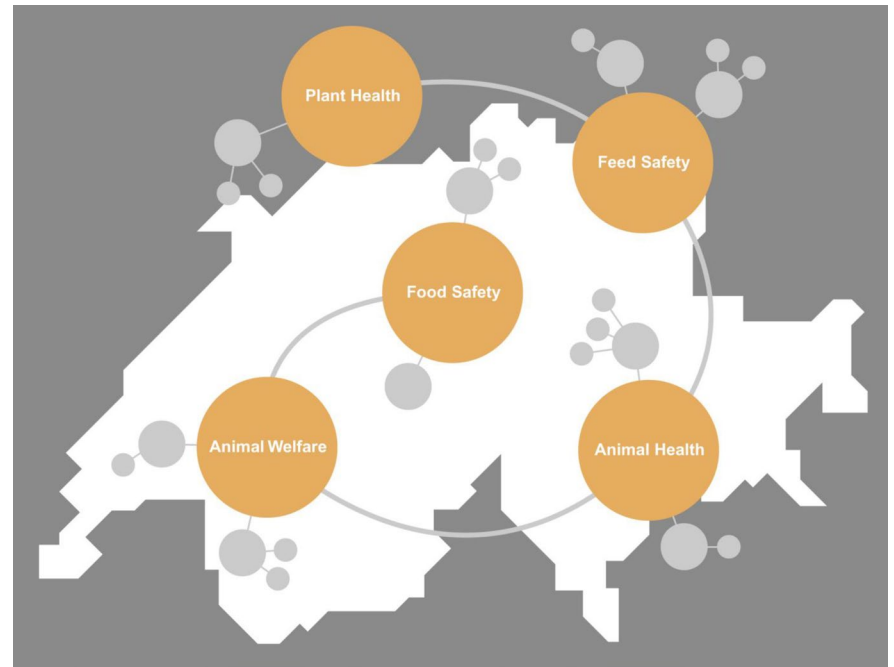 Plant Health
Feed Safety
Food Safety
Animal Welfare
Animal Health